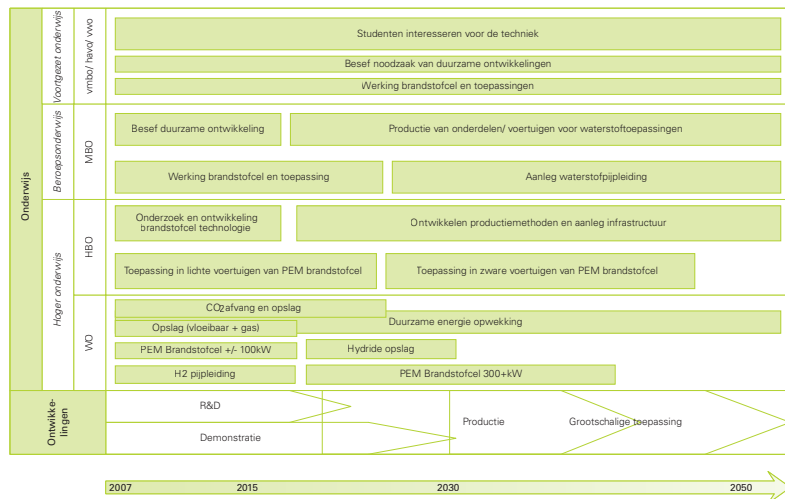 Onderwijs
Voortgezet onderwijs
vmbo/ havo/ vwo
Studenten interesseren voor de techniek
Besef noodzaak van duurzame ontwikkelingen
Werking brandstofcel en toepassingen
Beroepsonderwijs
MBO
Besef duurzame ontwikkeling
Productie van onderdelen/ voertuigen voor waterstoftoepassingen
Werking brandstofcel en toepassing
Aanleg waterstofpijpleiding
Hoger onderwijs
HBO
Onderzoek en ontwikkeling
brandstofcel technologie
Ontwikkelen productiemethoden en aanleg infrastructuur
Toepassing in lichte voertuigen van PEM brandstofcel
Toepassing in zware voertuigen van PEM brandstofcel
WO
CO2afvang en opslag
Duurzame energie opwekking
Opslag (vloeibaar + gas)
PEM Brandstofcel +/- 100kW
Hydride opslag
H2 pijpleiding
PEM Brandstofcel 300+kW
Ontwikke-
lingen
R&D
Demonstratie
Productie
Grootschalige toepassing
2007
2015
2030
2050